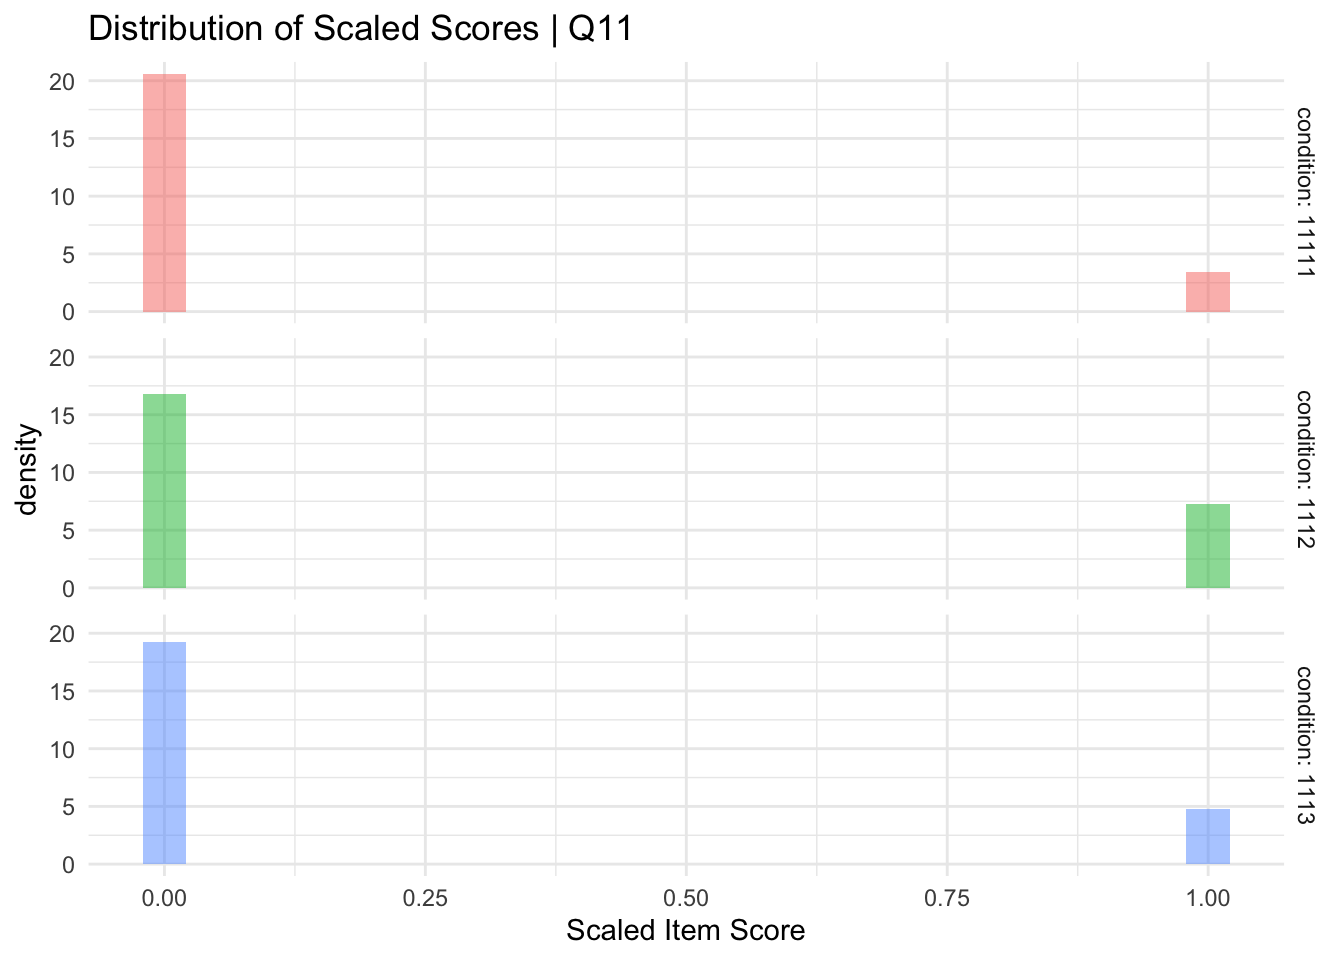 Distribution of Scaled Scores | Q11
20
15
10
5
0
condition: 11111
20
15
10
5
0
condition: 1112
20
15
10
5
0
condition: 1113
density
0.00 0.25 0.50 0.75 1.00
Scaled Item Score